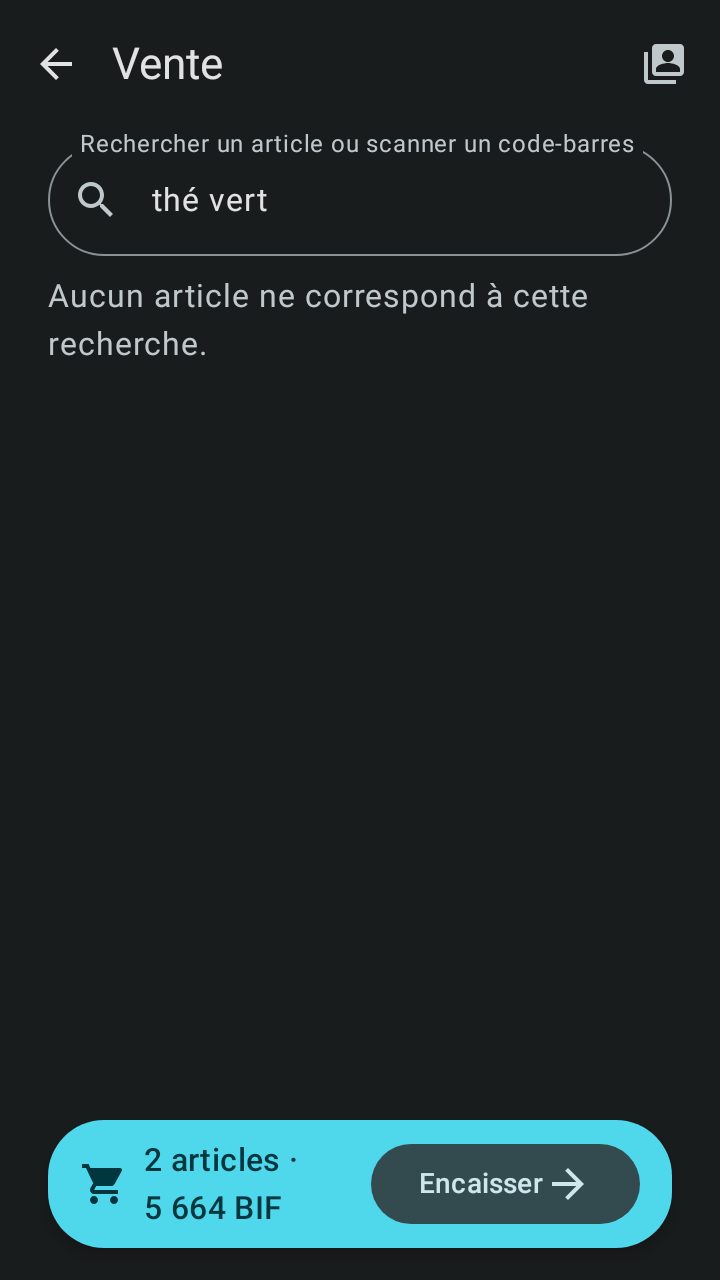 Vente
Rechercher un article ou scanner un code-barres
thé vert
Aucun article ne correspond à cette
recherche.
2 articles ·
5 664 BIF
Encaisser